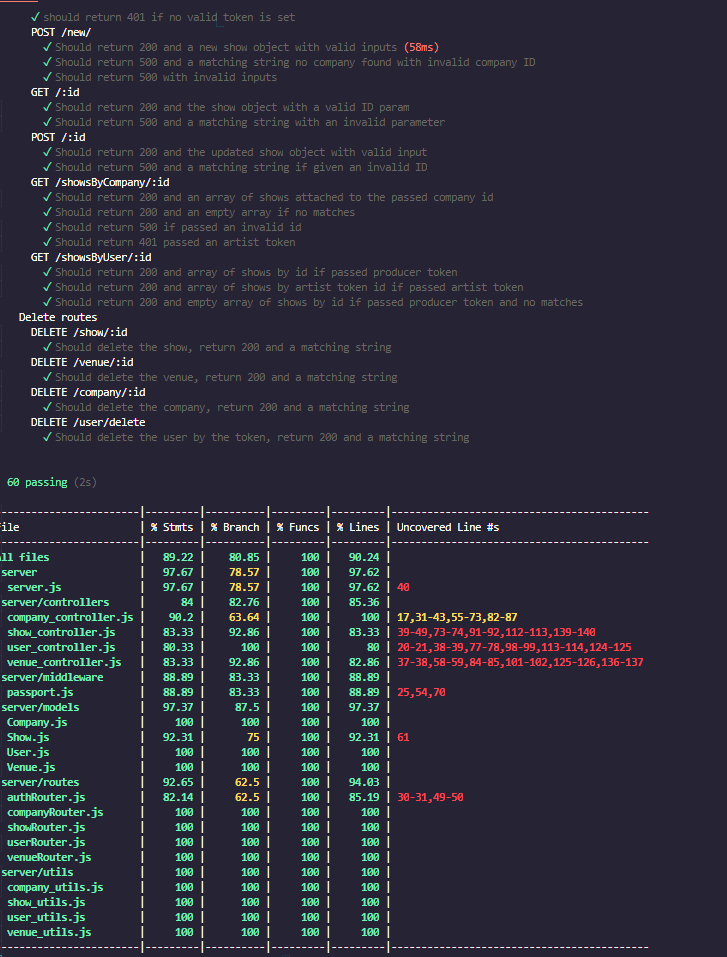 ✓ should return 401 if no valid token is set
POST /new/
✓ Should return 200 and a new show object with valid inputs (58ms)
✓ Should return 500 and a matching string no company found with invalid company ID
✓ Should return 500 with invalid inputs
GET /:id
✓ Should return 200 and the show object with a valid ID param
✓ Should return 500 and a matching string with an invalid parameter
POST /:id
✓ Should return 200 and the updated show object with valid input
✓ Should return 500 and a matching string if given an invalid ID
GET /showsByCompany/:id
✓ Should return 200 and an array of shows attached to the passed company id
✓ Should return 200 and an empty array if no matches
✓ Should return 500 if passed an invalid id
✓ Should return 401 passed an artist token
GET /showsByUser/:id
✓ Should return 200 and array of shows by id if passed producer token
✓ Should return 200 and array of shows by artist token id if passed artist token
✓ Should return 200 and empty array of shows by id if passed producer token and no matches
Delete routes
DELETE /show/:id
✓ Should delete the show, return 200 and a matching string
DELETE /venue/:id
✓ Should delete the venue, return 200 and a matching string
DELETE /company/:id
✓ Should delete the company, return 200 and a matching string
DELETE /user/delete
✓ Should delete the user by the token, return 200 and a matching string
60 passing (2s)
ile | % Stmts | % Branch | % Funcs | % Lines | Uncovered Line #s
ll files | 89.22 | 80.85 | 100 | 90.24 |
server | 97.67 | 78.57 | 100 | 97.62 |
server.js | 97.67 | 78.57 | 100 | 97.62 | 40
server/controllers | 84 | 82.76 | 100 | 85.36 |
company_controller.js | 90.2 | 63.64 | 100 | 100 | 17,31-43,55-73,82-87
show_controller.js | 83.33 | 92.86 | 100 | 83.33 | 39-49,73-74,91-92,112-113,139-140
user_controller.js | 80.33 | 100 | 100 | 80 | 20-21,38-39,77-78,98-99,113-114,124-125
venue_controller.js | 83.33 | 92.86 | 100 | 82.86 | 37-38,58-59,84-85,101-102,125-126,136-137
server/middleware | 88.89 | 83.33 | 100 | 88.89 |
passport.js | 88.89 | 83.33 | 100 | 88.89 | 25,54,70
server/models | 97.37 | 87.5 | 100 | 97.37 |
Company.js | 100 | 100 | 100 | 100 |
Show.js | 92.31 | 75 | 100 | 92.31 | 61
User.js | 100 | 100 | 100 | 100 |
Venue.js | 100 | 100 | 100 | 100 |
server/routes | 92.65 | 62.5 | 100 | 94.03 |
authRouter.js | 82.14 | 62.5 | 100 | 85.19 | 30-31,49-50
companyRouter.js | 100 | 100 | 100 | 100 |
showRouter.js | 100 | 100 | 100 | 100 |
userRouter.js | 100 | 100 | 100 | 100 |
venueRouter.js | 100 | 100 | 100 | 100 |
server/utils | 100 | 100 | 100 | 100 |
company_utils.js | 100 | 100 | 100 | 100 |
show_utils.js | 100 | 100 | 100 | 100 |
user_utils.js | 100 | 100 | 100 | 100 |
venue_utils.js | 100 | 100 | 100 | 100 |